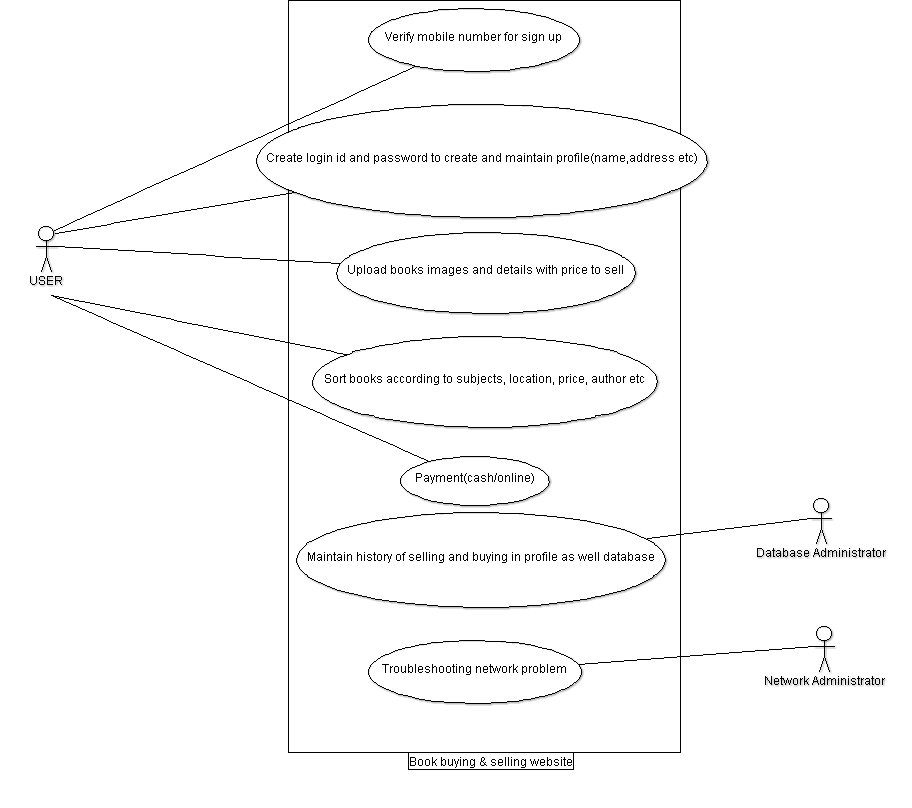 Verify mobile number for sign up
Create login id and password to create and maintain profile(name,address etc)
USER
Upload books images and details with price to sell
Sort books according to subjects, location, price, author etc
Payment(cash/online)
Maintain history of selling and buying in profile as well database
Database Administrator
Troubleshooting network problem
Network Administrator
Book buying & selling website